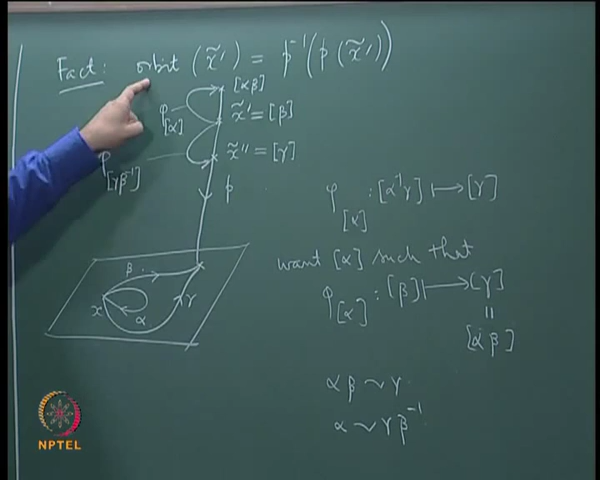 Fact: orbit (x̃′) = p⁻¹(p(x̃′))
[αβ]
φ[α]
x̃′ = [β]
x̃″ = [γ]
φ[γβ⁻¹]
p
φ[α] : [α⁻¹γ] ⟼ [γ]
want [α] such that
φ[α] : [β] ⟼ [γ]
=
[αβ]
β
x
α
γ
αβ ~ γ
α ~ γβ⁻¹
NPTEL